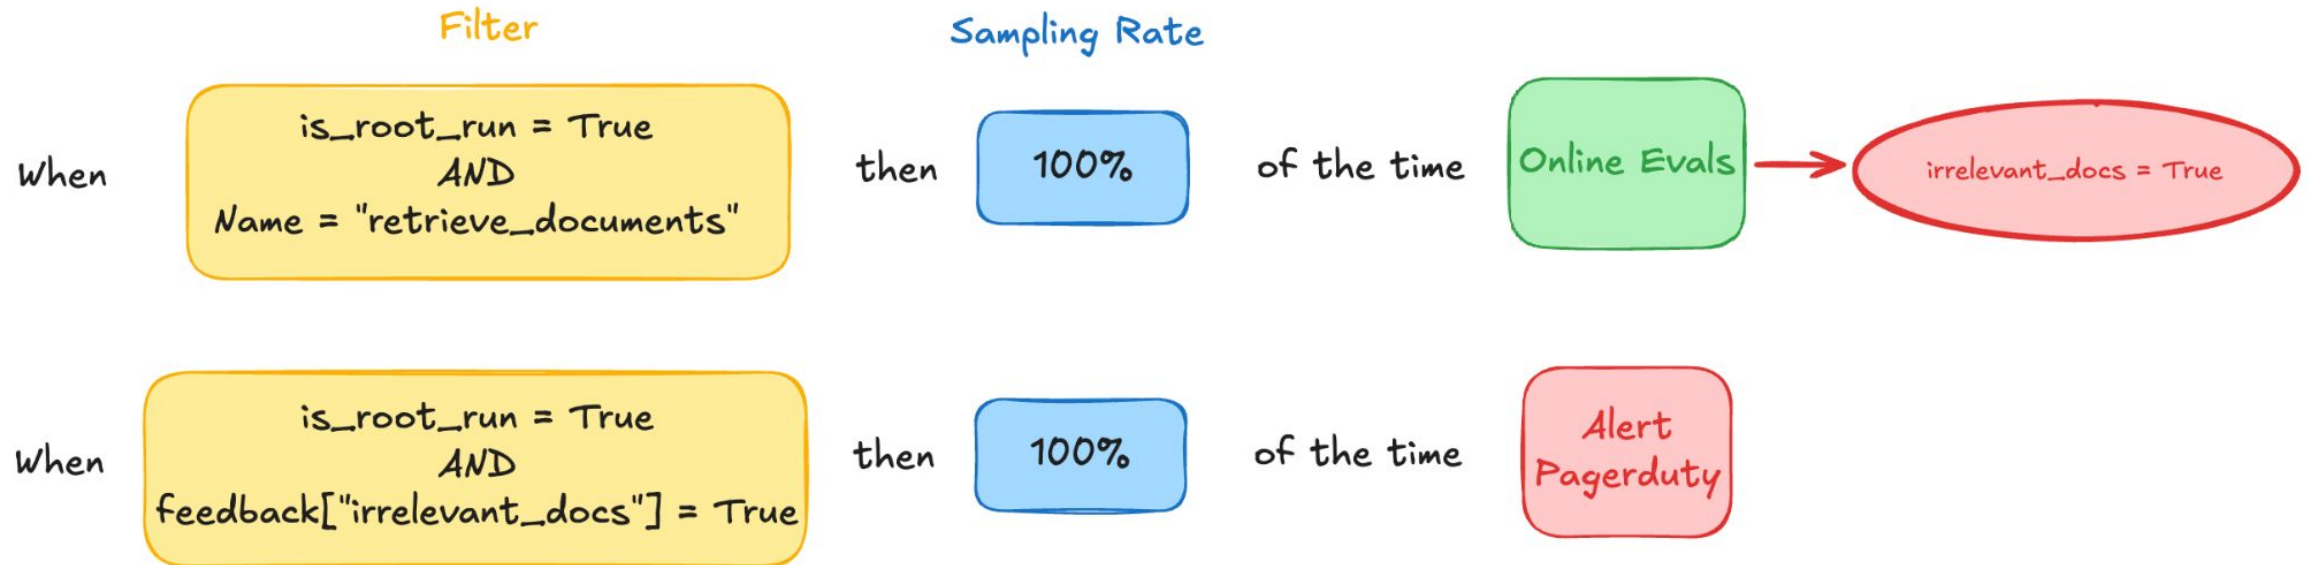 Filter
Sampling Rate
When
is_root_run = True
AND
Name = "retrieve_documents"
then
100%
of the time
Online Evals
irrelevant_docs = True
When
is_root_run = True
AND
feedback["irrelevant_docs"] = True
then
100%
of the time
Alert
Pagerduty